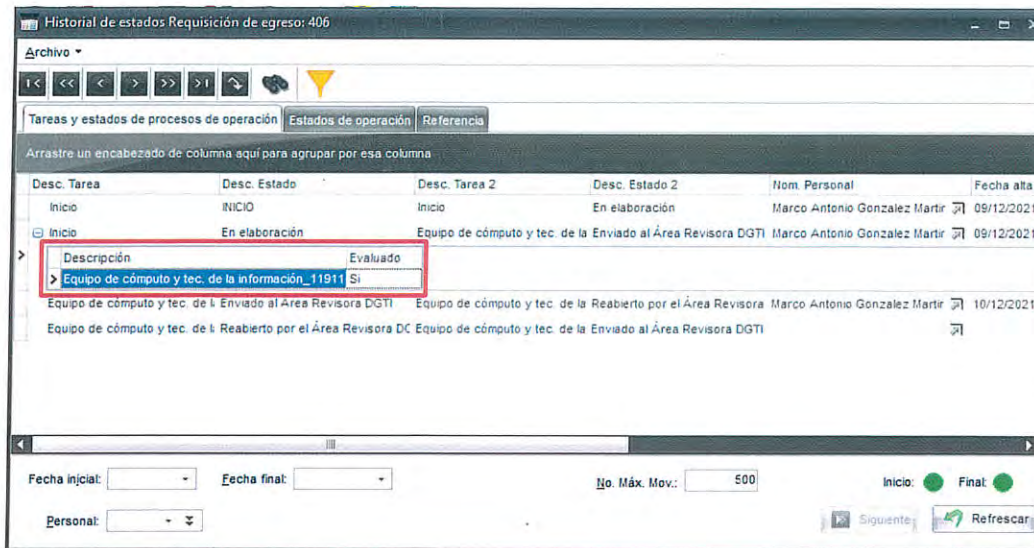 Historial de estados Requisición de egreso: 406
Archivo
Tareas y estados de procesos de operación Estados de operación Referencia
Arrastre un encabezado de columna aquí para agrupar por esa columna
Desc. Tarea Desc. Estado Desc. Tarea 2 Desc. Estado 2 Nom. Personal Fecha alta
Inicio INICIO Inicio En elaboración Marco Antonio Gonzalez Martir 09/12/2021
Inicio En elaboración Equipo de cómputo y tec. de la Enviado al Área Revisora DGTI Marco Antonio Gonzalez Martir 09/12/2021
Descripción Evaluado
Equipo de cómputo y tec. de la información_11911 Si
Equipo de cómputo y tec. de l Enviado al Área Revisora DGTI Equipo de cómputo y tec. de la Reabierto por el Área Revisora Marco Antonio Gonzalez Martir 10/12/2021
Equipo de cómputo y tec. de l Reabierto por el Área Revisora DC Equipo de cómputo y tec. de la Enviado al Área Revisora DGTI
Fecha inicial: Fecha final: No. Máx. Mov.: 500 Inicio: Final:
Personal: Siguiente Refrescar